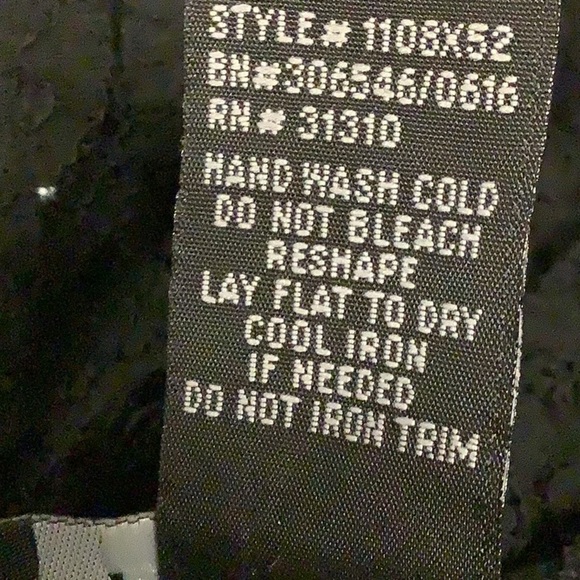 STYLE# 1108X52
BN#306546/0616
RN# 31310
HAND WASH COLD
DO NOT BLEACH
RESHAPE
LAY FLAT TO DRY
COOL IRON
IF NEEDED
DO NOT IRON TRIM